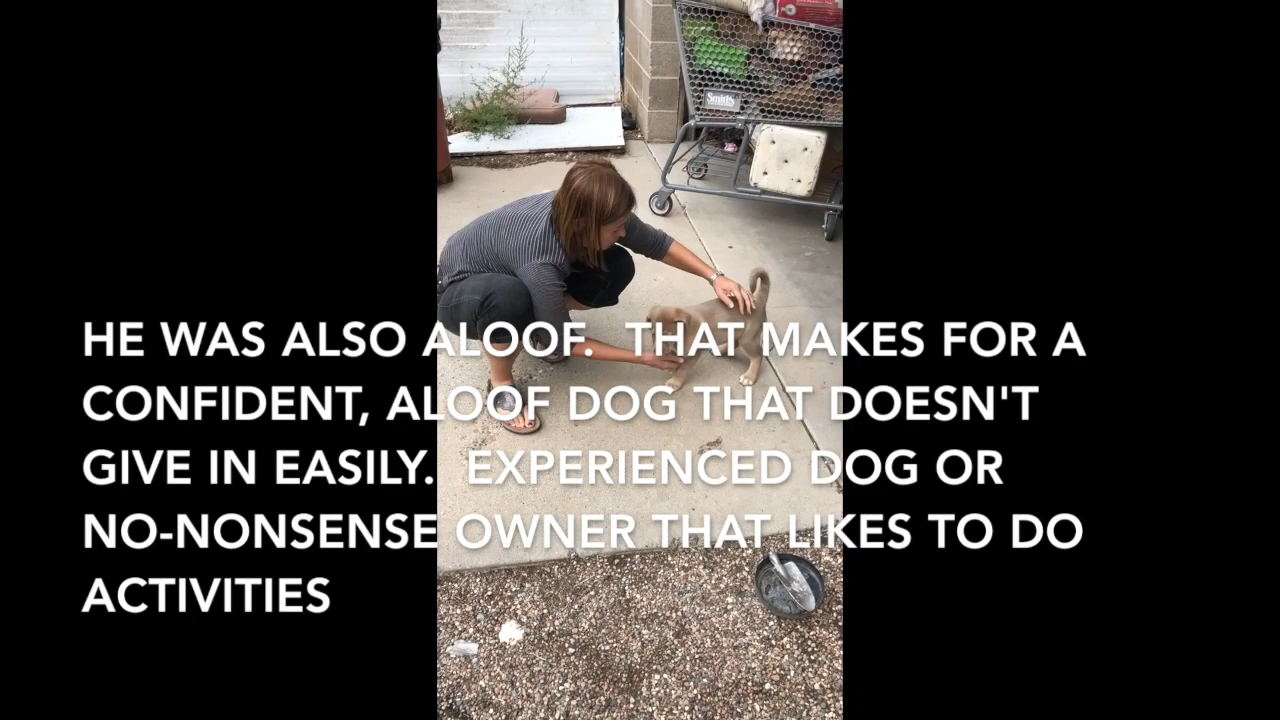 Smith's
HE WAS ALSO ALOOF. THAT MAKES FOR A
CONFIDENT, ALOOF DOG THAT DOESN'T
GIVE IN EASILY. EXPERIENCED DOG OR
NO-NONSENSE OWNER THAT LIKES TO DO
ACTIVITIES